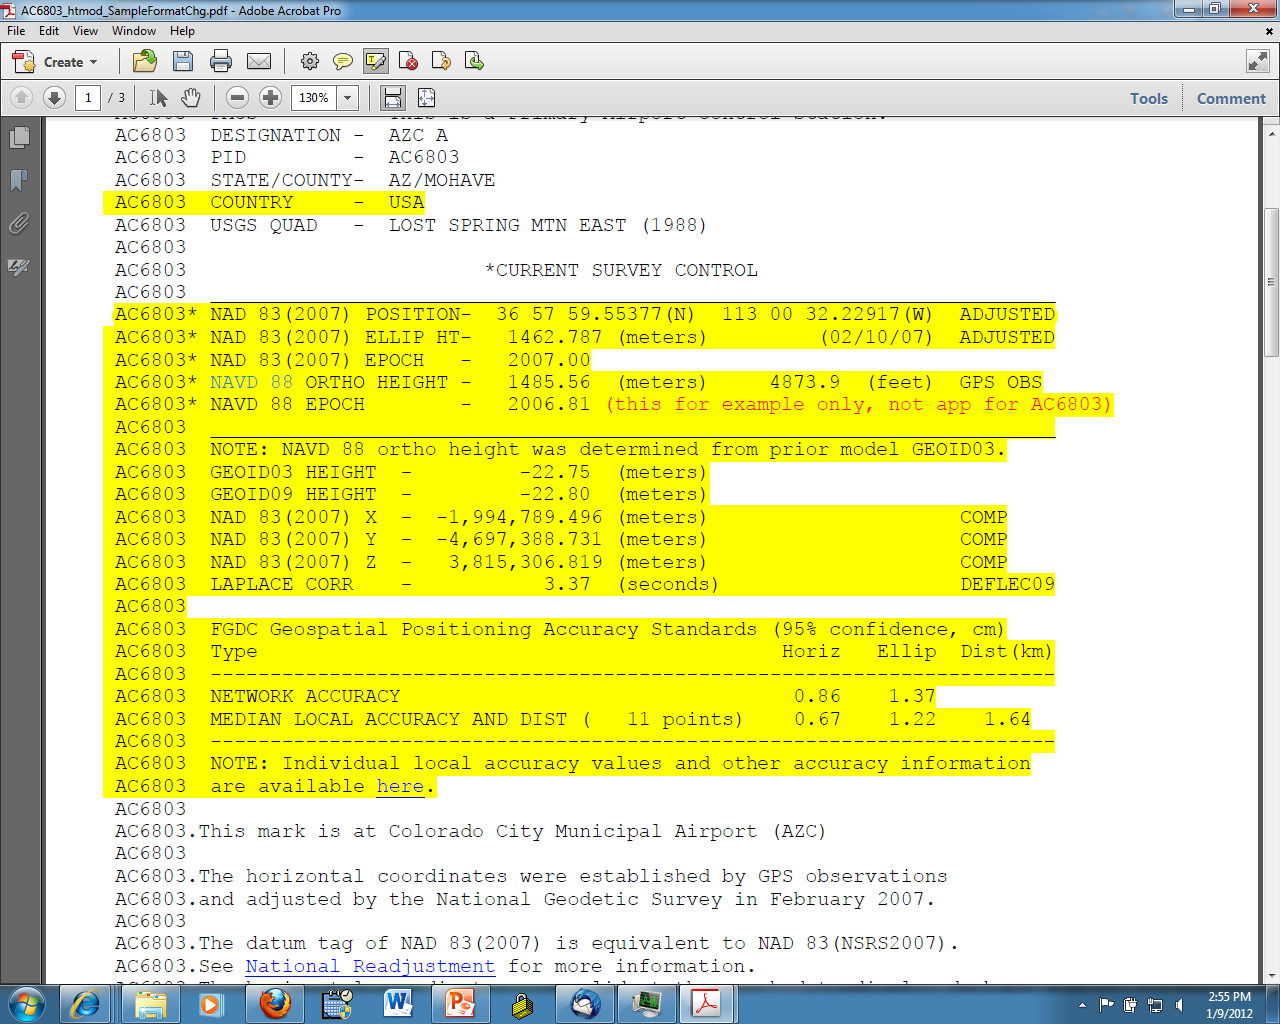 AC6803_htmod_SampleFormatChg.pdf - Adobe Acrobat Pro
File Edit View Window Help
Create
1 / 3 130% Tools Comment
This is a Primary Airport Control Station.
AC6803 DESIGNATION - AZC A
AC6803 PID - AC6803
AC6803 STATE/COUNTY- AZ/MOHAVE
AC6803 COUNTRY - USA
AC6803 USGS QUAD - LOST SPRING MTN EAST (1988)
AC6803
AC6803 *CURRENT SURVEY CONTROL
AC6803
AC6803* NAD 83(2007) POSITION- 36 57 59.55377(N) 113 00 32.22917(W) ADJUSTED
AC6803* NAD 83(2007) ELLIP HT- 1462.787 (meters) (02/10/07) ADJUSTED
AC6803* NAD 83(2007) EPOCH - 2007.00
AC6803* NAVD 88 ORTHO HEIGHT - 1485.56 (meters) 4873.9 (feet) GPS OBS
AC6803* NAVD 88 EPOCH - 2006.81 (this for example only, not app for AC6803)
AC6803
AC6803 NOTE: NAVD 88 ortho height was determined from prior model GEOID03.
AC6803 GEOID03 HEIGHT - -22.75 (meters)
AC6803 GEOID09 HEIGHT - -22.80 (meters)
AC6803 NAD 83(2007) X - -1,994,789.496 (meters) COMP
AC6803 NAD 83(2007) Y - -4,697,388.731 (meters) COMP
AC6803 NAD 83(2007) Z - 3,815,306.819 (meters) COMP
AC6803 LAPLACE CORR - 3.37 (seconds) DEFLEC09
AC6803
AC6803 FGDC Geospatial Positioning Accuracy Standards (95% confidence, cm)
AC6803 Type Horiz Ellip Dist(km)
AC6803 -----------------------------------------------------------------------
AC6803 NETWORK ACCURACY 0.86 1.37
AC6803 MEDIAN LOCAL ACCURACY AND DIST ( 11 points) 0.67 1.22 1.64
AC6803 -----------------------------------------------------------------------
AC6803 NOTE: Individual local accuracy values and other accuracy information
AC6803 are available here.
AC6803
AC6803.This mark is at Colorado City Municipal Airport (AZC)
AC6803
AC6803.The horizontal coordinates were established by GPS observations
AC6803.and adjusted by the National Geodetic Survey in February 2007.
AC6803
AC6803.The datum tag of NAD 83(2007) is equivalent to NAD 83(NSRS2007).
AC6803.See National Readjustment for more information.
2:55 PM
1/9/2012